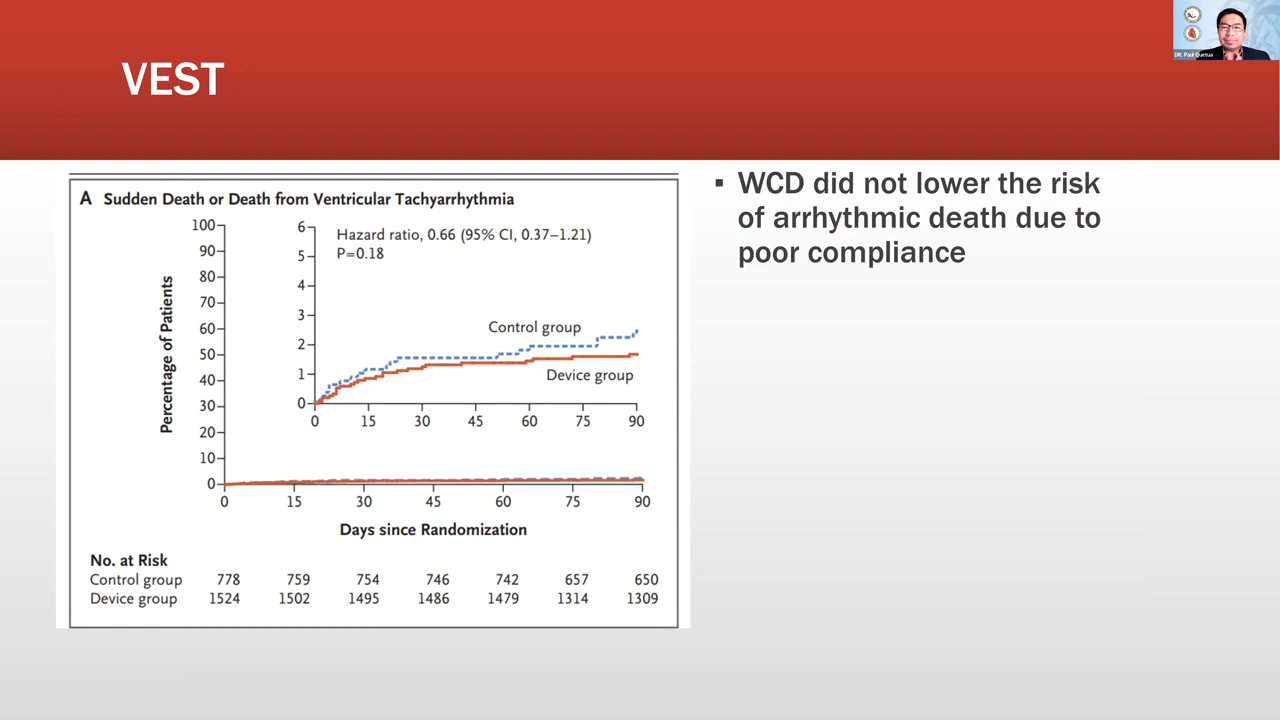 VEST
DR. Paul Quetua
A Sudden Death or Death from Ventricular Tachyarrhythmia
Percentage of Patients
100
90
80
70
60
50
40
30
20
10
0
6
5
4
3
2
1
0
Hazard ratio, 0.66 (95% CI, 0.37–1.21)
P=0.18
Control group
Device group
0 15 30 45 60 75 90
0 15 30 45 60 75 90
Days since Randomization
No. at Risk
Control group 778 759 754 746 742 657 650
Device group 1524 1502 1495 1486 1479 1314 1309
▪ WCD did not lower the risk
of arrhythmic death due to
poor compliance